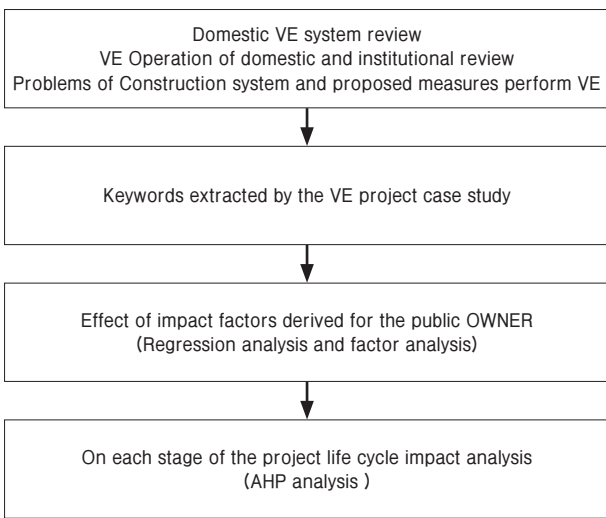 Domestic VE system review
VE Operation of domestic and institutional review
Problems of Construction system and proposed measures perform VE
Keywords extracted by the VE project case study
Effect of impact factors derived for the public OWNER
(Regression analysis and factor analysis)
On each stage of the project life cycle impact analysis
(AHP analysis )